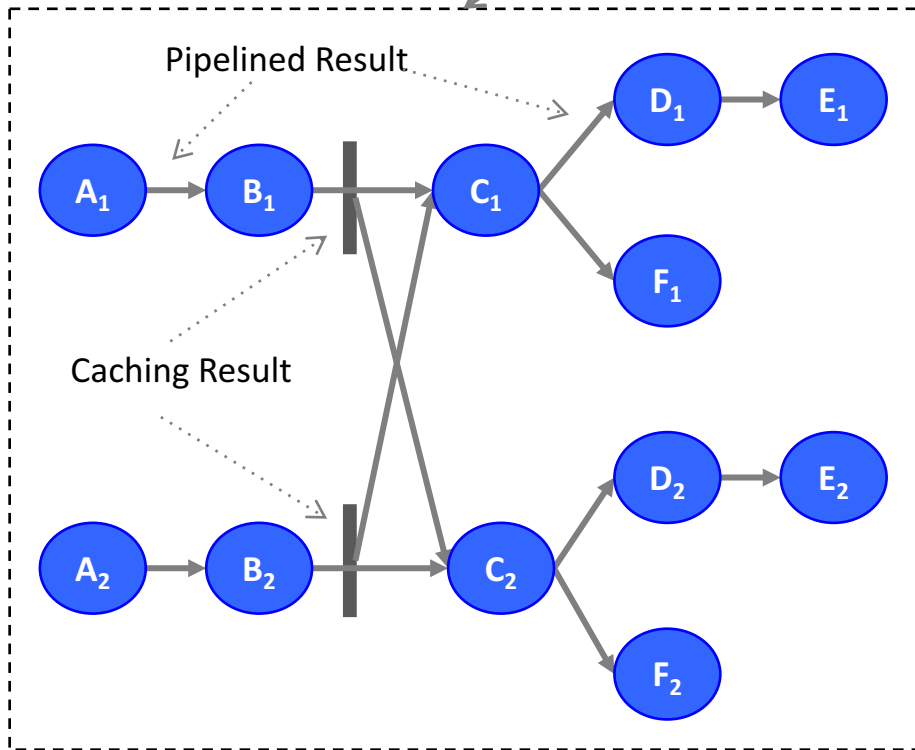 Pipelined Result
D₁
E₁
A₁
B₁
C₁
F₁
Caching Result
D₂
E₂
A₂
B₂
C₂
F₂